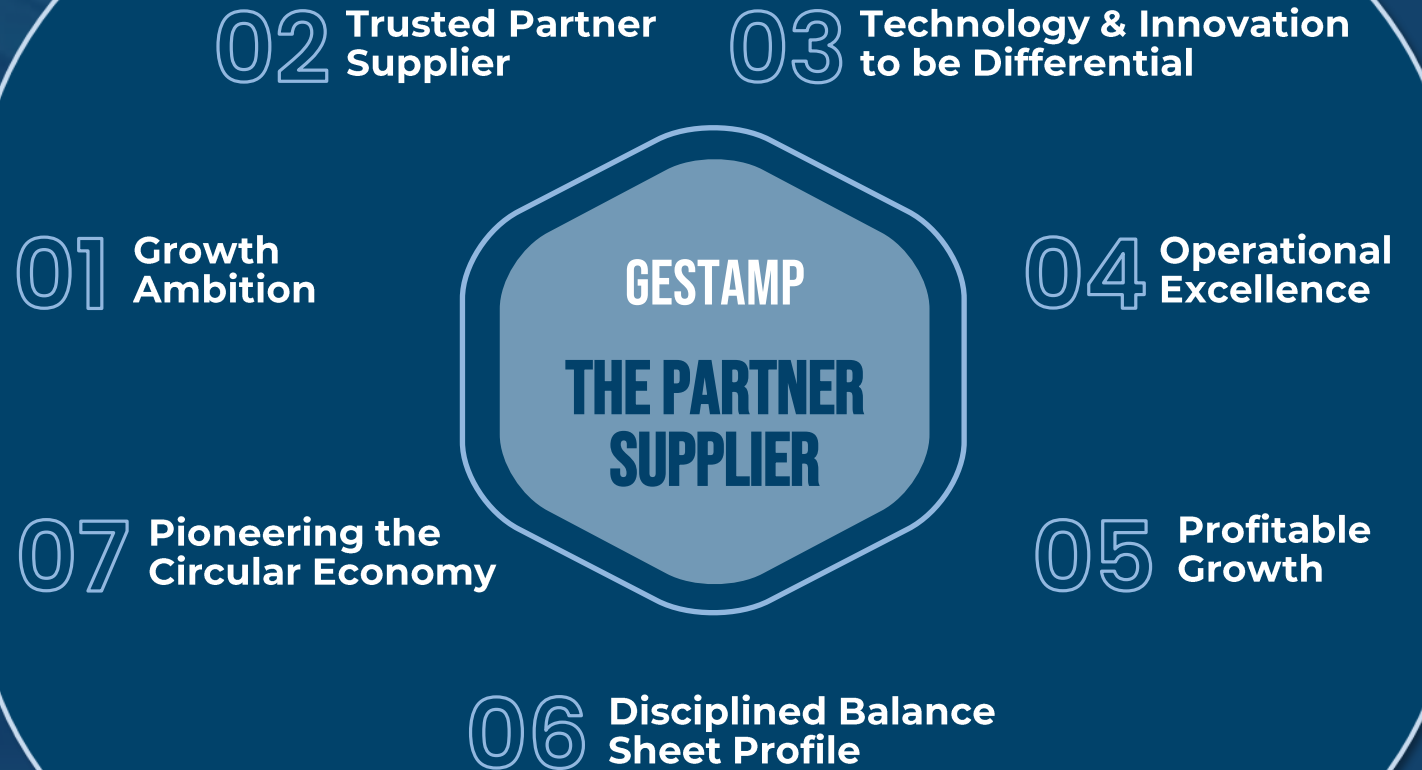 02 Trusted Partner
Supplier
03 Technology & Innovation
to be Differential
01 Growth
Ambition
GESTAMP
THE PARTNER
SUPPLIER
04 Operational
Excellence
07 Pioneering the
Circular Economy
05 Profitable
Growth
06 Disciplined Balance
Sheet Profile